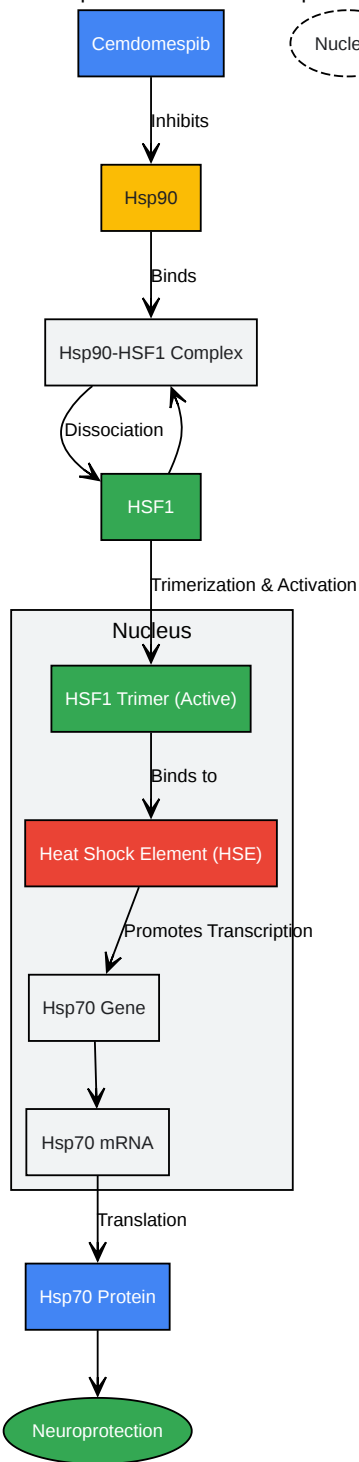 Cemdomespib
Inhibits
Hsp90
Binds
Hsp90-HSF1 Complex
Dissociation
HSF1
Trimerization & Activation
Nucleus
HSF1 Trimer (Active)
Binds to
Heat Shock Element (HSE)
Promotes Transcription
Hsp70 Gene
Hsp70 mRNA
Translation
Hsp70 Protein
Neuroprotection